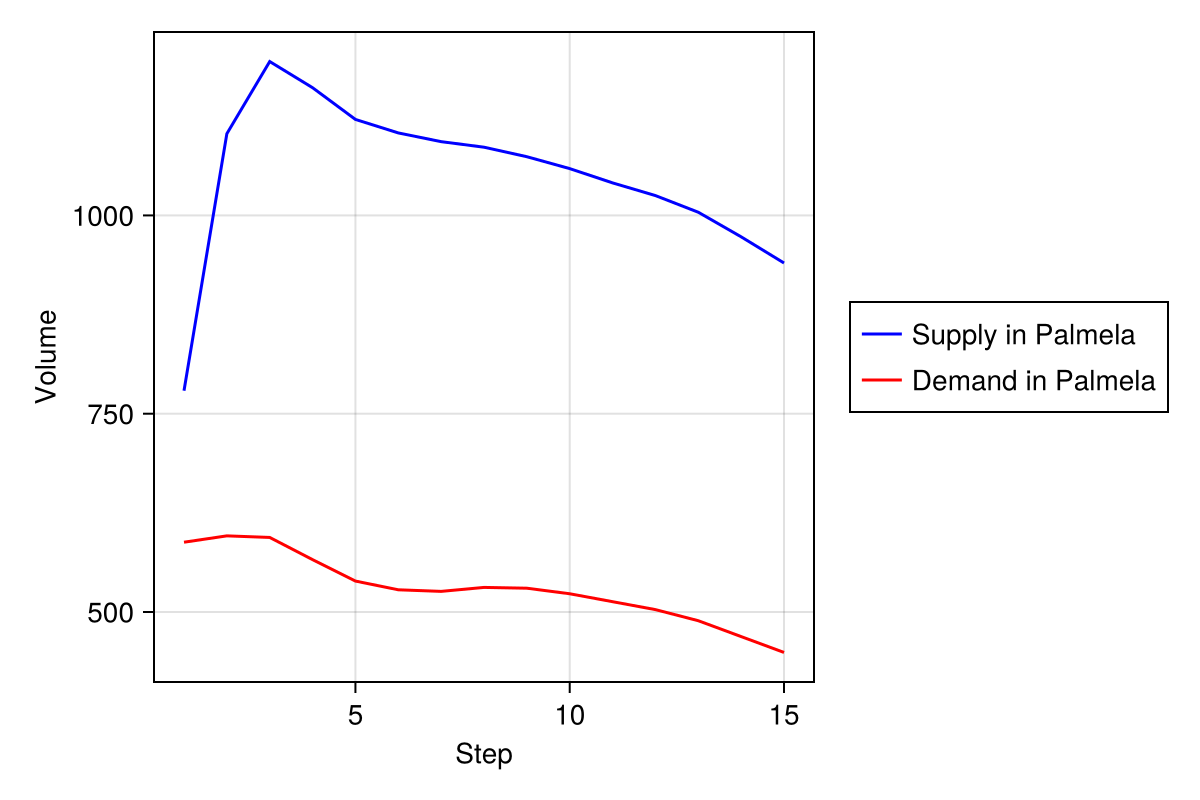 1000
750
500
Volume
5 10 15
Step
Supply in Palmela
Demand in Palmela